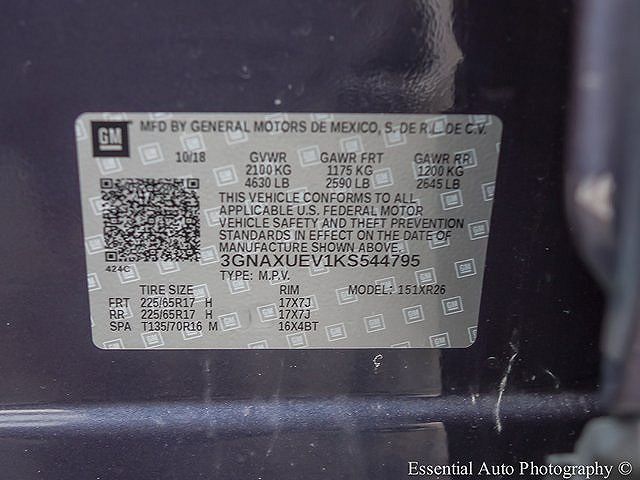 GM
MFD BY GENERAL MOTORS DE MEXICO, S. DE R.L. DE C.V.
10/18 GVWR GAWR FRT GAWR RR
2100 KG 1175 KG 1200 KG
4630 LB 2590 LB 2645 LB
THIS VEHICLE CONFORMS TO ALL
APPLICABLE U.S. FEDERAL MOTOR
VEHICLE SAFETY AND THEFT PREVENTION
STANDARDS IN EFFECT ON THE DATE OF
MANUFACTURE SHOWN ABOVE.
424C
3GNAXUEV1KS544795
TYPE: M.P.V.
TIRE SIZE RIM MODEL: 151XR26
FRT 225/65R17 H 17X7J
RR 225/65R17 H 17X7J
SPA T135/70R16 M 16X4BT
Essential Auto Photography ©